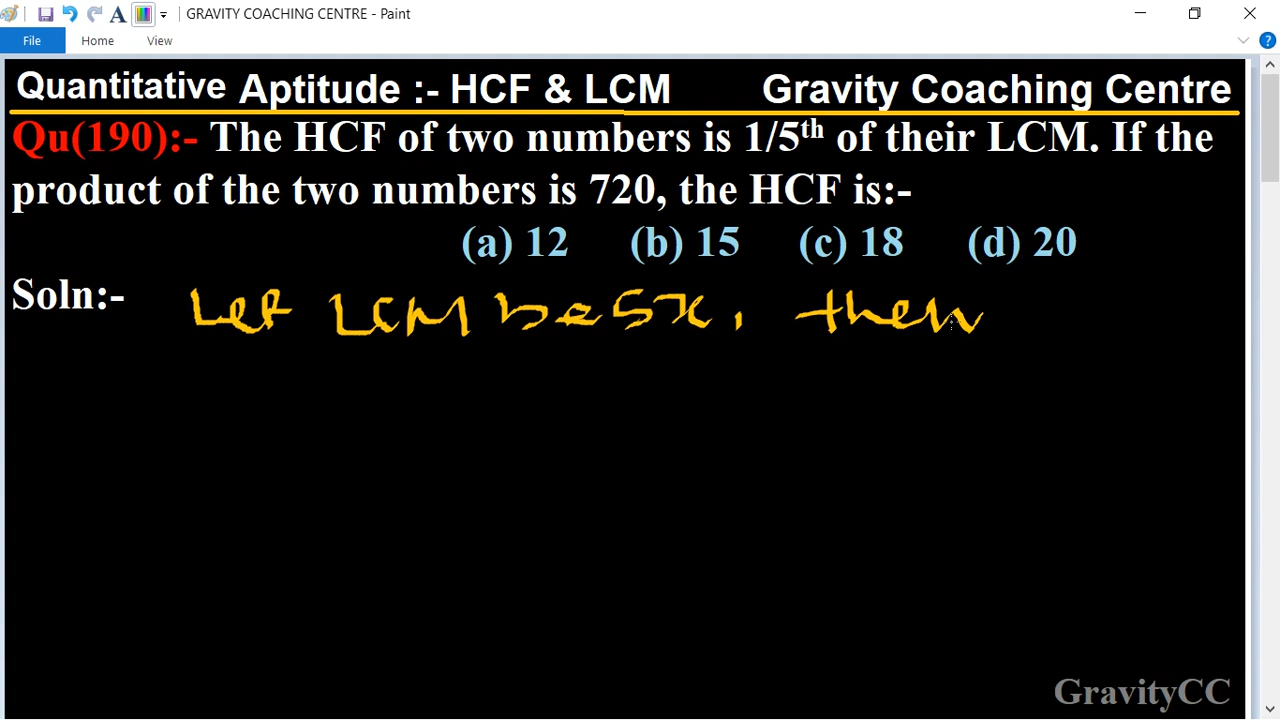 GRAVITY COACHING CENTRE - Paint
File Home View
Quantitative Aptitude :- HCF & LCM Gravity Coaching Centre
Qu(190):- The HCF of two numbers is 1/5th of their LCM. If the
product of the two numbers is 720, the HCF is:-
(a) 12 (b) 15 (c) 18 (d) 20
Soln:- Let LCM be 5x, then
GravityCC